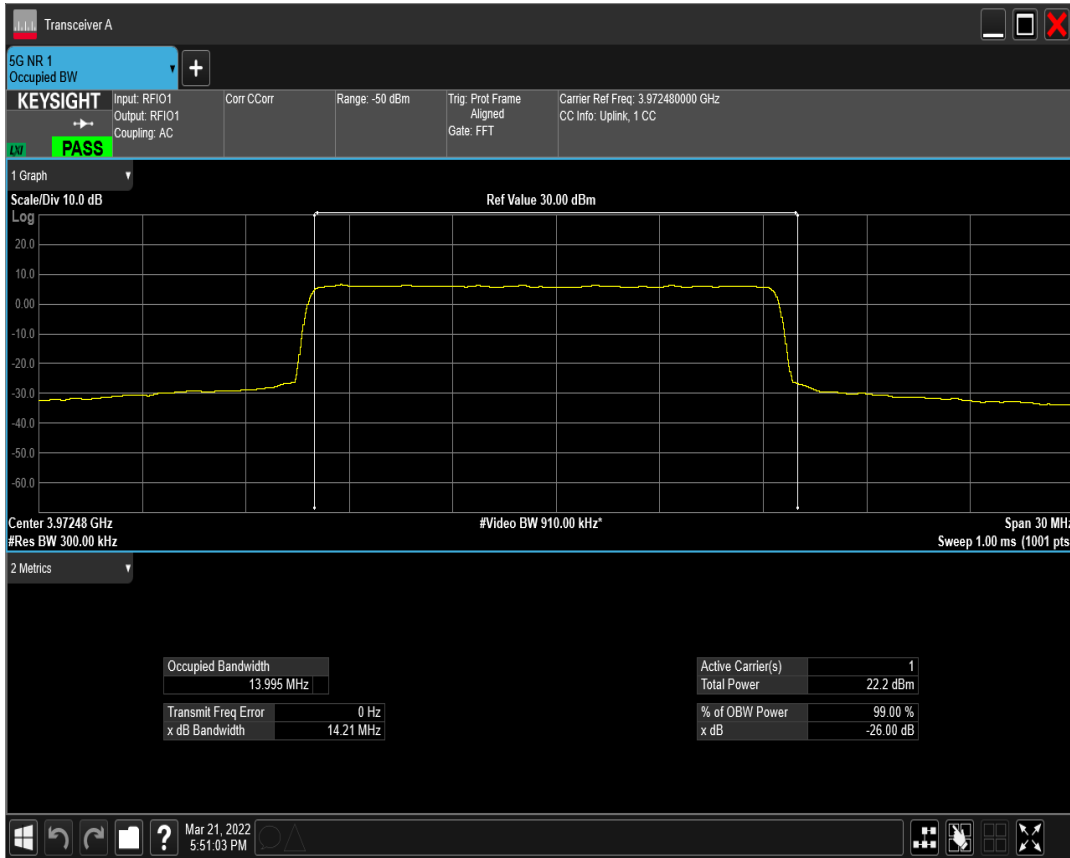 Transceiver A
5G NR 1
Occupied BW
KEYSIGHT
LXI
PASS
Input: RFIO1
Output: RFIO1
Coupling: AC
Corr CCorr
Range: -50 dBm
Trig: Prot Frame
Aligned
Gate: FFT
Carrier Ref Freq: 3.972480000 GHz
CC Info: Uplink, 1 CC
1 Graph
Scale/Div 10.0 dB
Ref Value 30.00 dBm
Log
20.0
10.0
0.00
-10.0
-20.0
-30.0
-40.0
-50.0
-60.0
Center 3.97248 GHz
#Video BW 910.00 kHz*
Span 30 MHz
#Res BW 300.00 kHz
Sweep 1.00 ms (1001 pts
2 Metrics
Occupied Bandwidth
13.995 MHz
Transmit Freq Error 0 Hz
x dB Bandwidth 14.21 MHz
Active Carrier(s) 1
Total Power 22.2 dBm
% of OBW Power 99.00 %
x dB -26.00 dB
?
Mar 21, 2022
5:51:03 PM